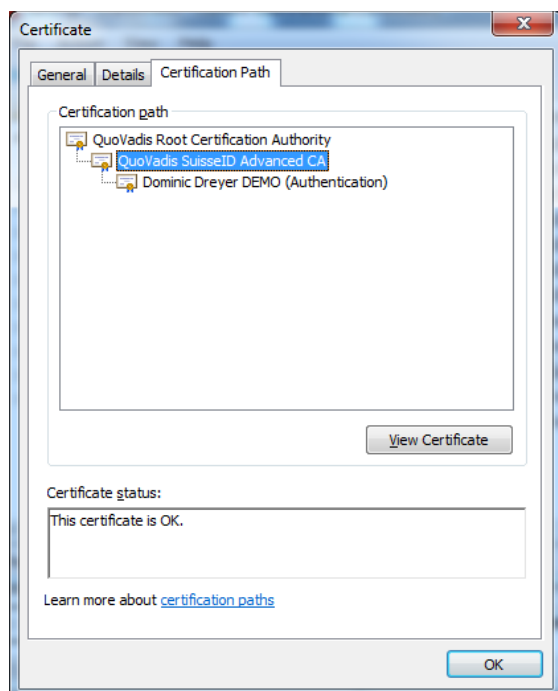 Certificate
General
Details
Certification Path
Certification path
QuoVadis Root Certification Authority
QuoVadis SuisseID Advanced CA
Dominic Dreyer DEMO (Authentication)
View Certificate
Certificate status:
This certificate is OK.
Learn more about certification paths
OK